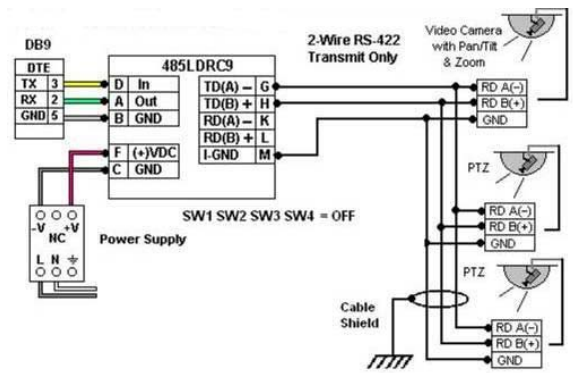 DB9
DTE
TX 3
RX 2
GND 5
485LDRC9
D In
A Out
B GND
F (+)VDC
C GND
TD(A) − G
TD(B) + H
RD(A) − K
RD(B) + L
I-GND M
2-Wire RS-422
Transmit Only
Video Camera
with Pan/Tilt
& Zoom
RD A(-)
RD B(+)
GND
PTZ
RD A(-)
RD B(+)
GND
PTZ
RD A(-)
RD B(+)
GND
SW1 SW2 SW3 SW4 = OFF
-V +V
NC
L N
Power Supply
Cable
Shield